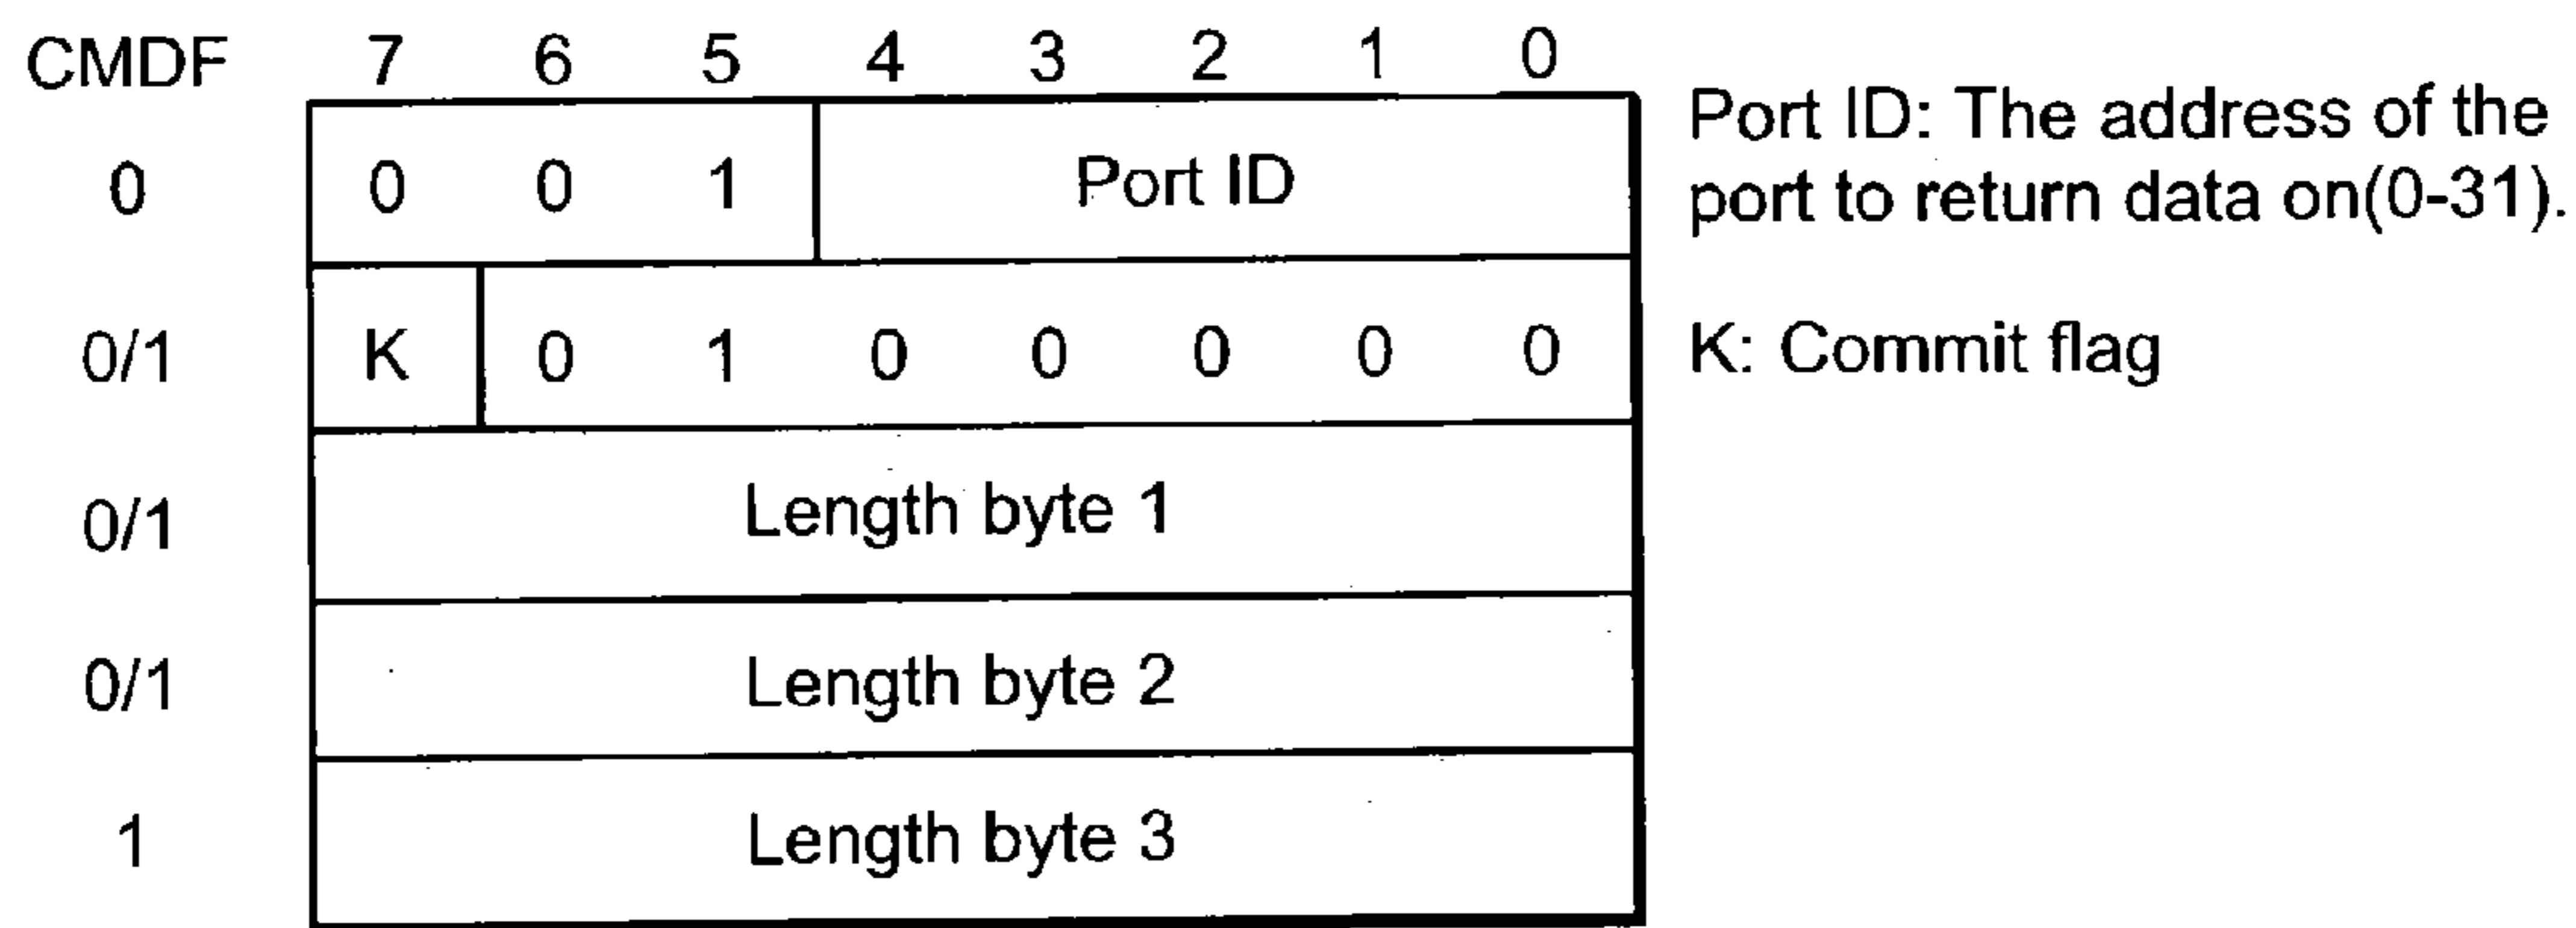 CMDF 7 6 5 4 3 2 1 0
0 0 0 1 Port ID
Port ID: The address of the
port to return data on(0-31).
0/1 K 0 1 0 0 0 0 0 K: Commit flag
0/1 Length byte 1
0/1 Length byte 2
1 Length byte 3